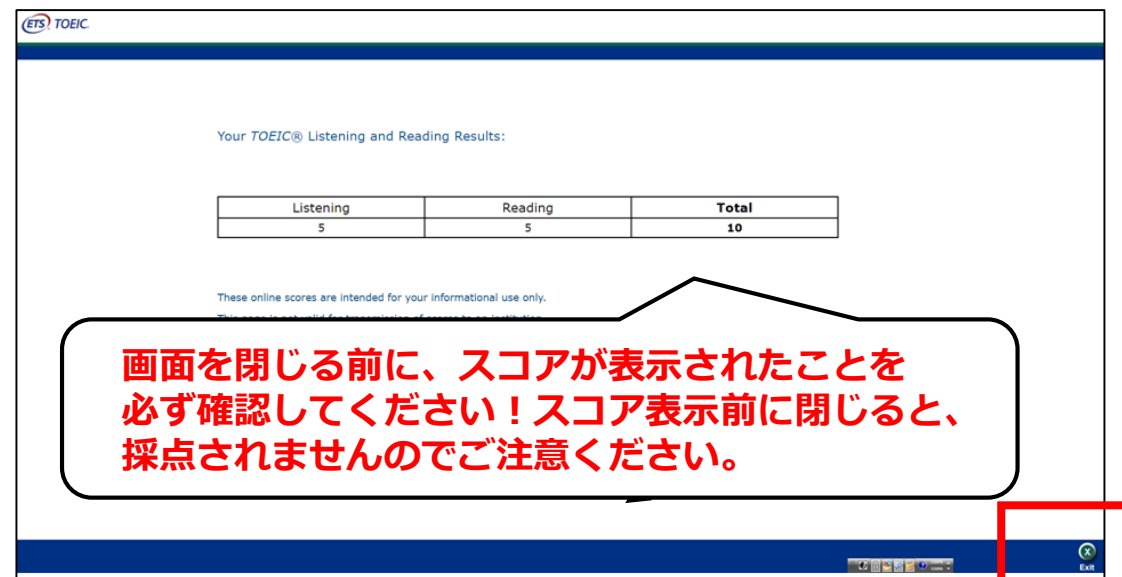 ETS TOEIC
Your TOEIC® Listening and Reading Results:
Listening Reading Total
5 5 10
These online scores are intended for your informational use only.
画面を閉じる前に、スコアが表示されたことを
必ず確認してください！スコア表示前に閉じると、
採点されませんのでご注意ください。
X
Exit